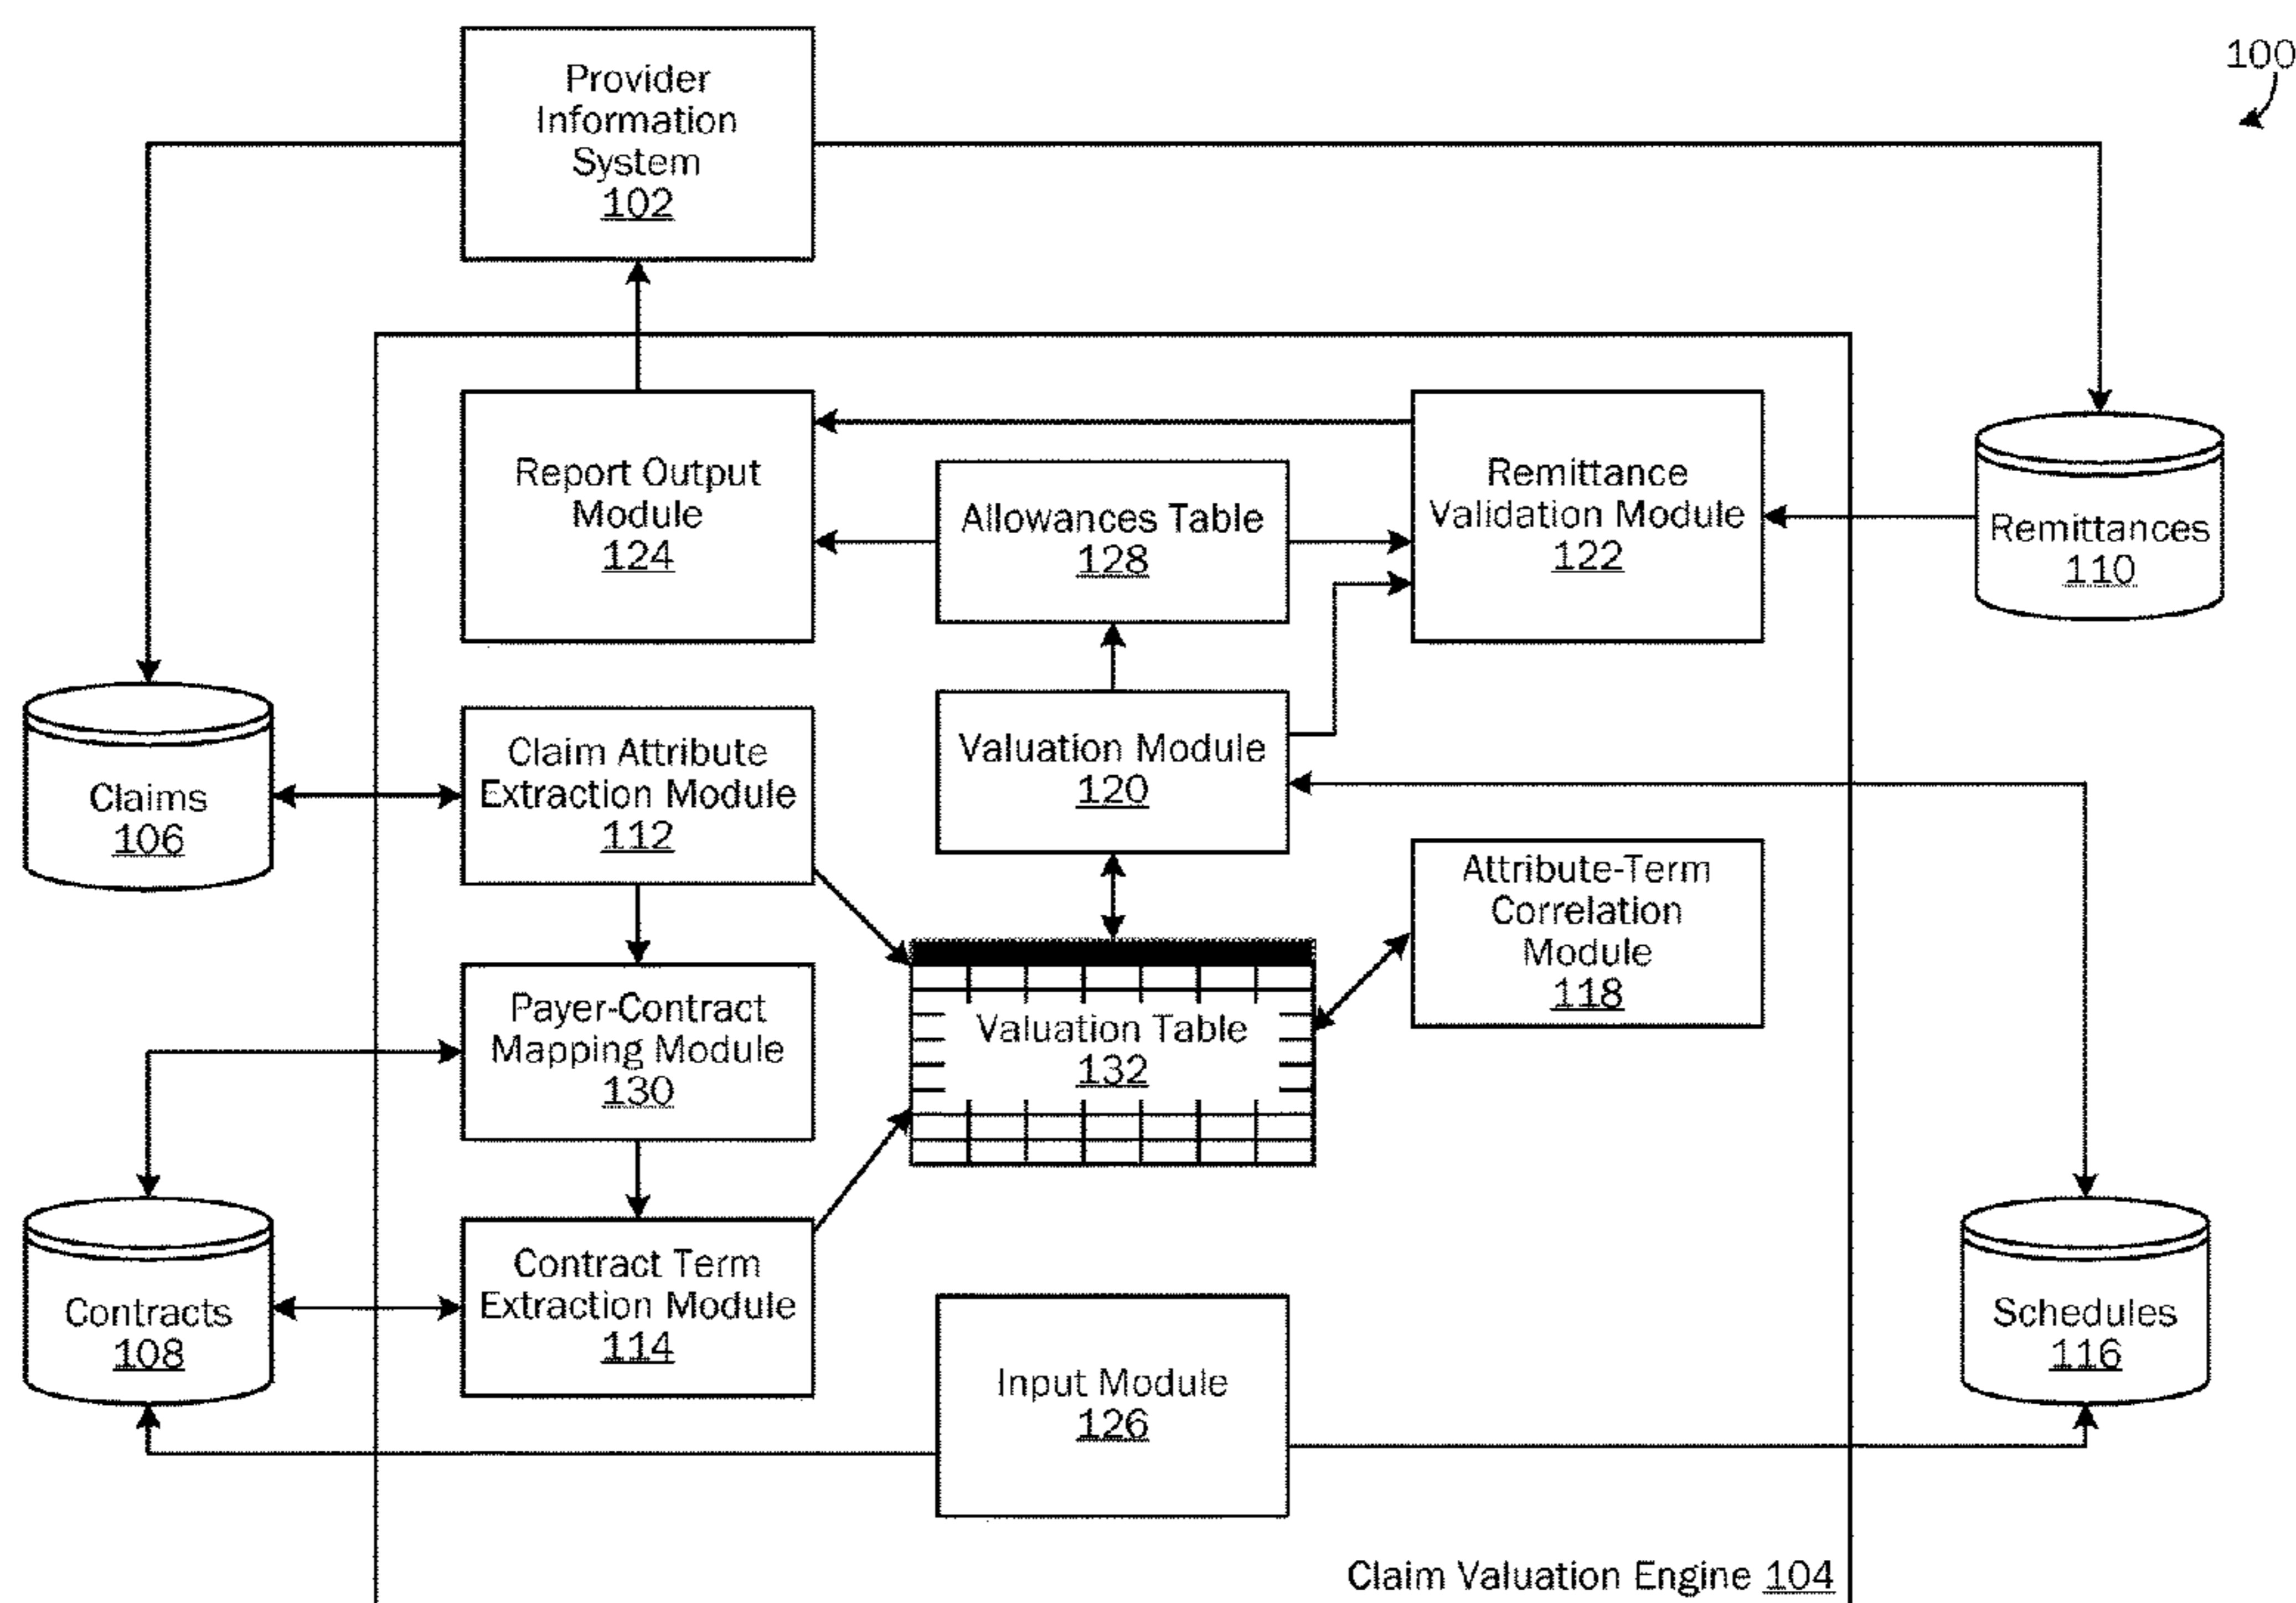 100
Provider
Information
System
102
Report Output
Module
124
Allowances Table
128
Remittance
Validation Module
122
Remittances
110
Claims
106
Claim Attribute
Extraction Module
112
Valuation Module
120
Attribute-Term
Correlation
Module
118
Payer-Contract
Mapping Module
130
Valuation Table
132
Contracts
108
Contract Term
Extraction Module
114
Input Module
126
Schedules
116
Claim Valuation Engine 104